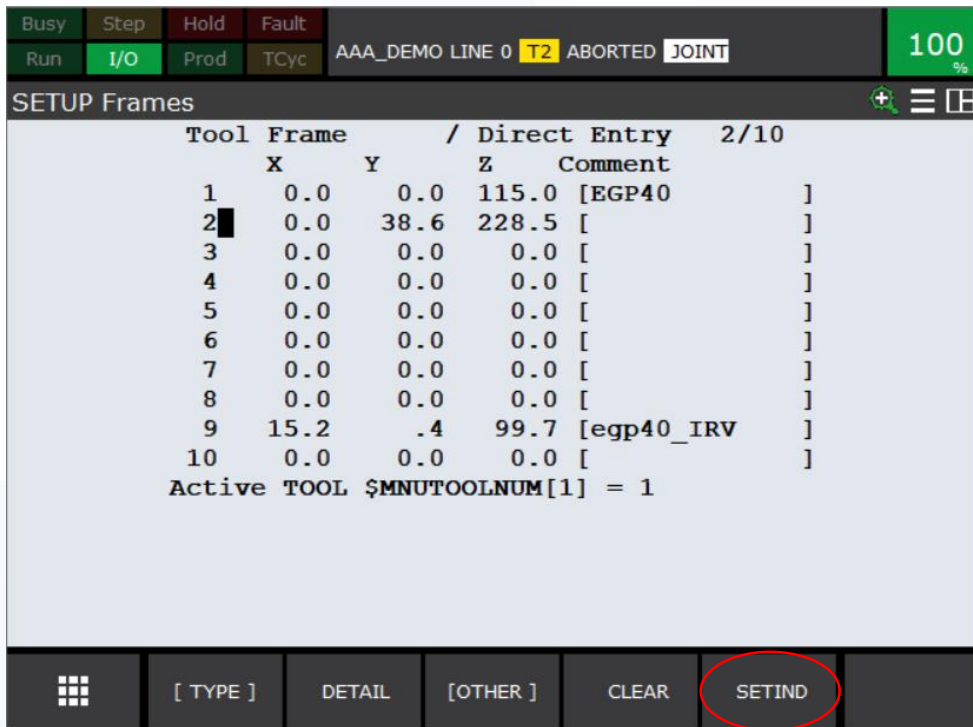 Busy Step Hold Fault
Run I/O Prod TCyc AAA_DEMO LINE 0 T2 ABORTED JOINT 100 %
SETUP Frames
Tool Frame / Direct Entry 2/10
X Y Z Comment
1 0.0 0.0 115.0 [EGP40 ]
2 0.0 38.6 228.5 [ ]
3 0.0 0.0 0.0 [ ]
4 0.0 0.0 0.0 [ ]
5 0.0 0.0 0.0 [ ]
6 0.0 0.0 0.0 [ ]
7 0.0 0.0 0.0 [ ]
8 0.0 0.0 0.0 [ ]
9 15.2 .4 99.7 [egp40_IRV ]
10 0.0 0.0 0.0 [ ]
Active TOOL $MNUTOOLNUM[1] = 1
[ TYPE ] DETAIL [OTHER ] CLEAR SETIND